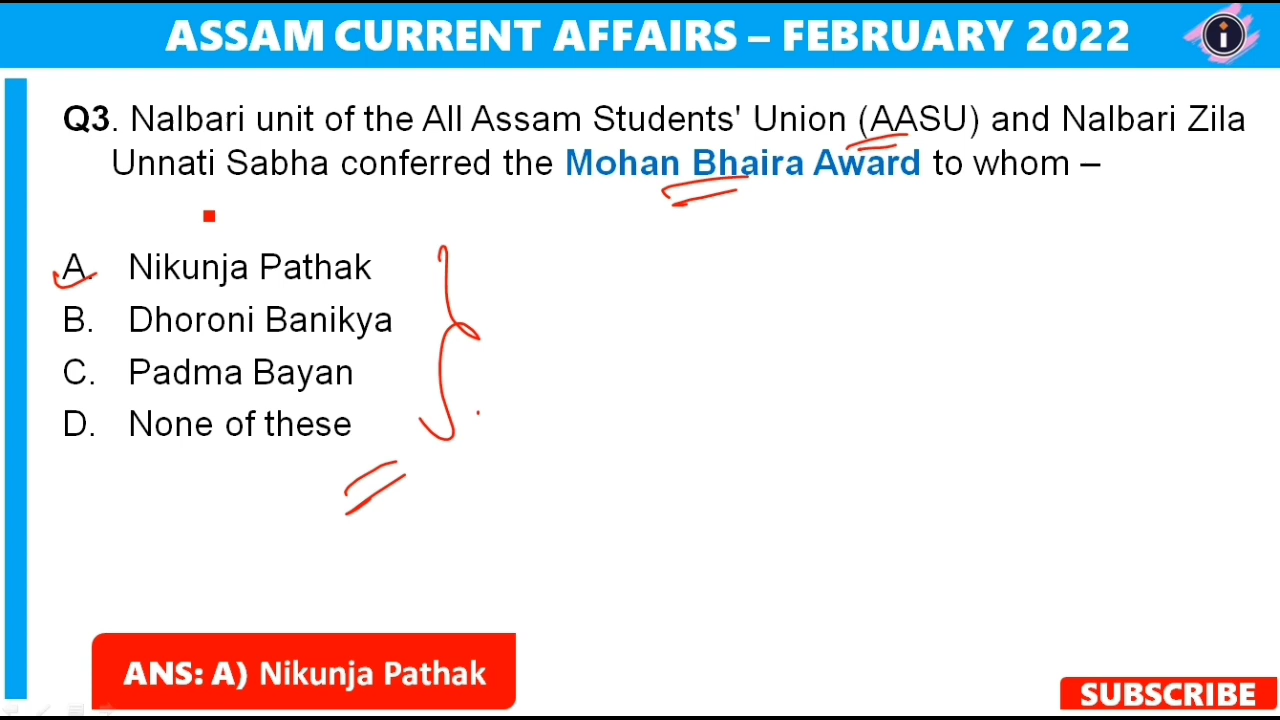 ASSAM CURRENT AFFAIRS – FEBRUARY 2022
i
Q3. Nalbari unit of the All Assam Students' Union (AASU) and Nalbari Zila
Unnati Sabha conferred the Mohan Bhaira Award to whom –
A. Nikunja Pathak
B. Dhoroni Banikya
C. Padma Bayan
D. None of these
ANS: A) Nikunja Pathak
SUBSCRIBE